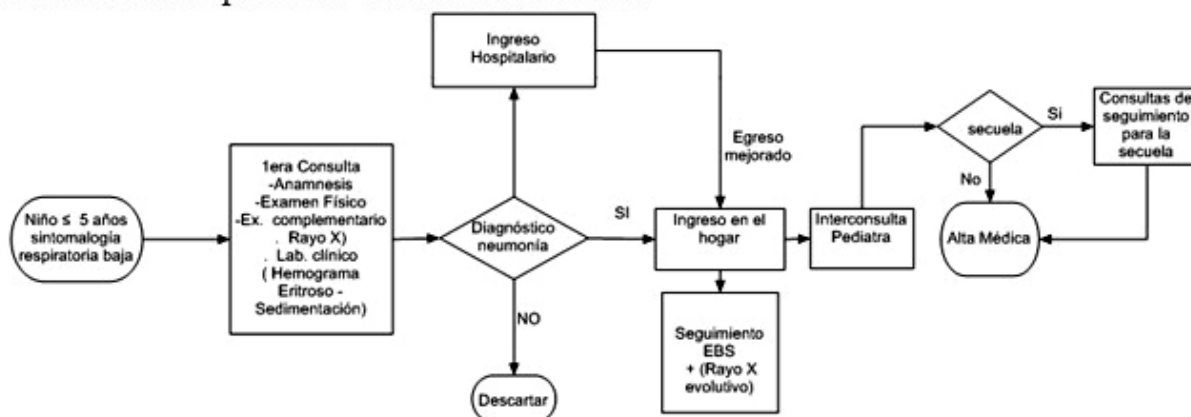 Niño ≤ 5 años
sintomalogía
respiratoria baja
1era Consulta
-Anamnesis
-Examen Físico
-Ex. complementario
. Rayo X)
. Lab. clínico
( Hemograma
Eritroso -
Sedimentación)
Diagnóstico
neumonía
Ingreso
Hospitalario
SI
NO
Descartar
Egreso
mejorado
Ingreso en el
hogar
Seguimiento
EBS
+ (Rayo X
evolutivo)
Interconsulta
Pediatra
secuela
Si
No
Consultas de
seguimiento
para la
secuela
Alta Médica